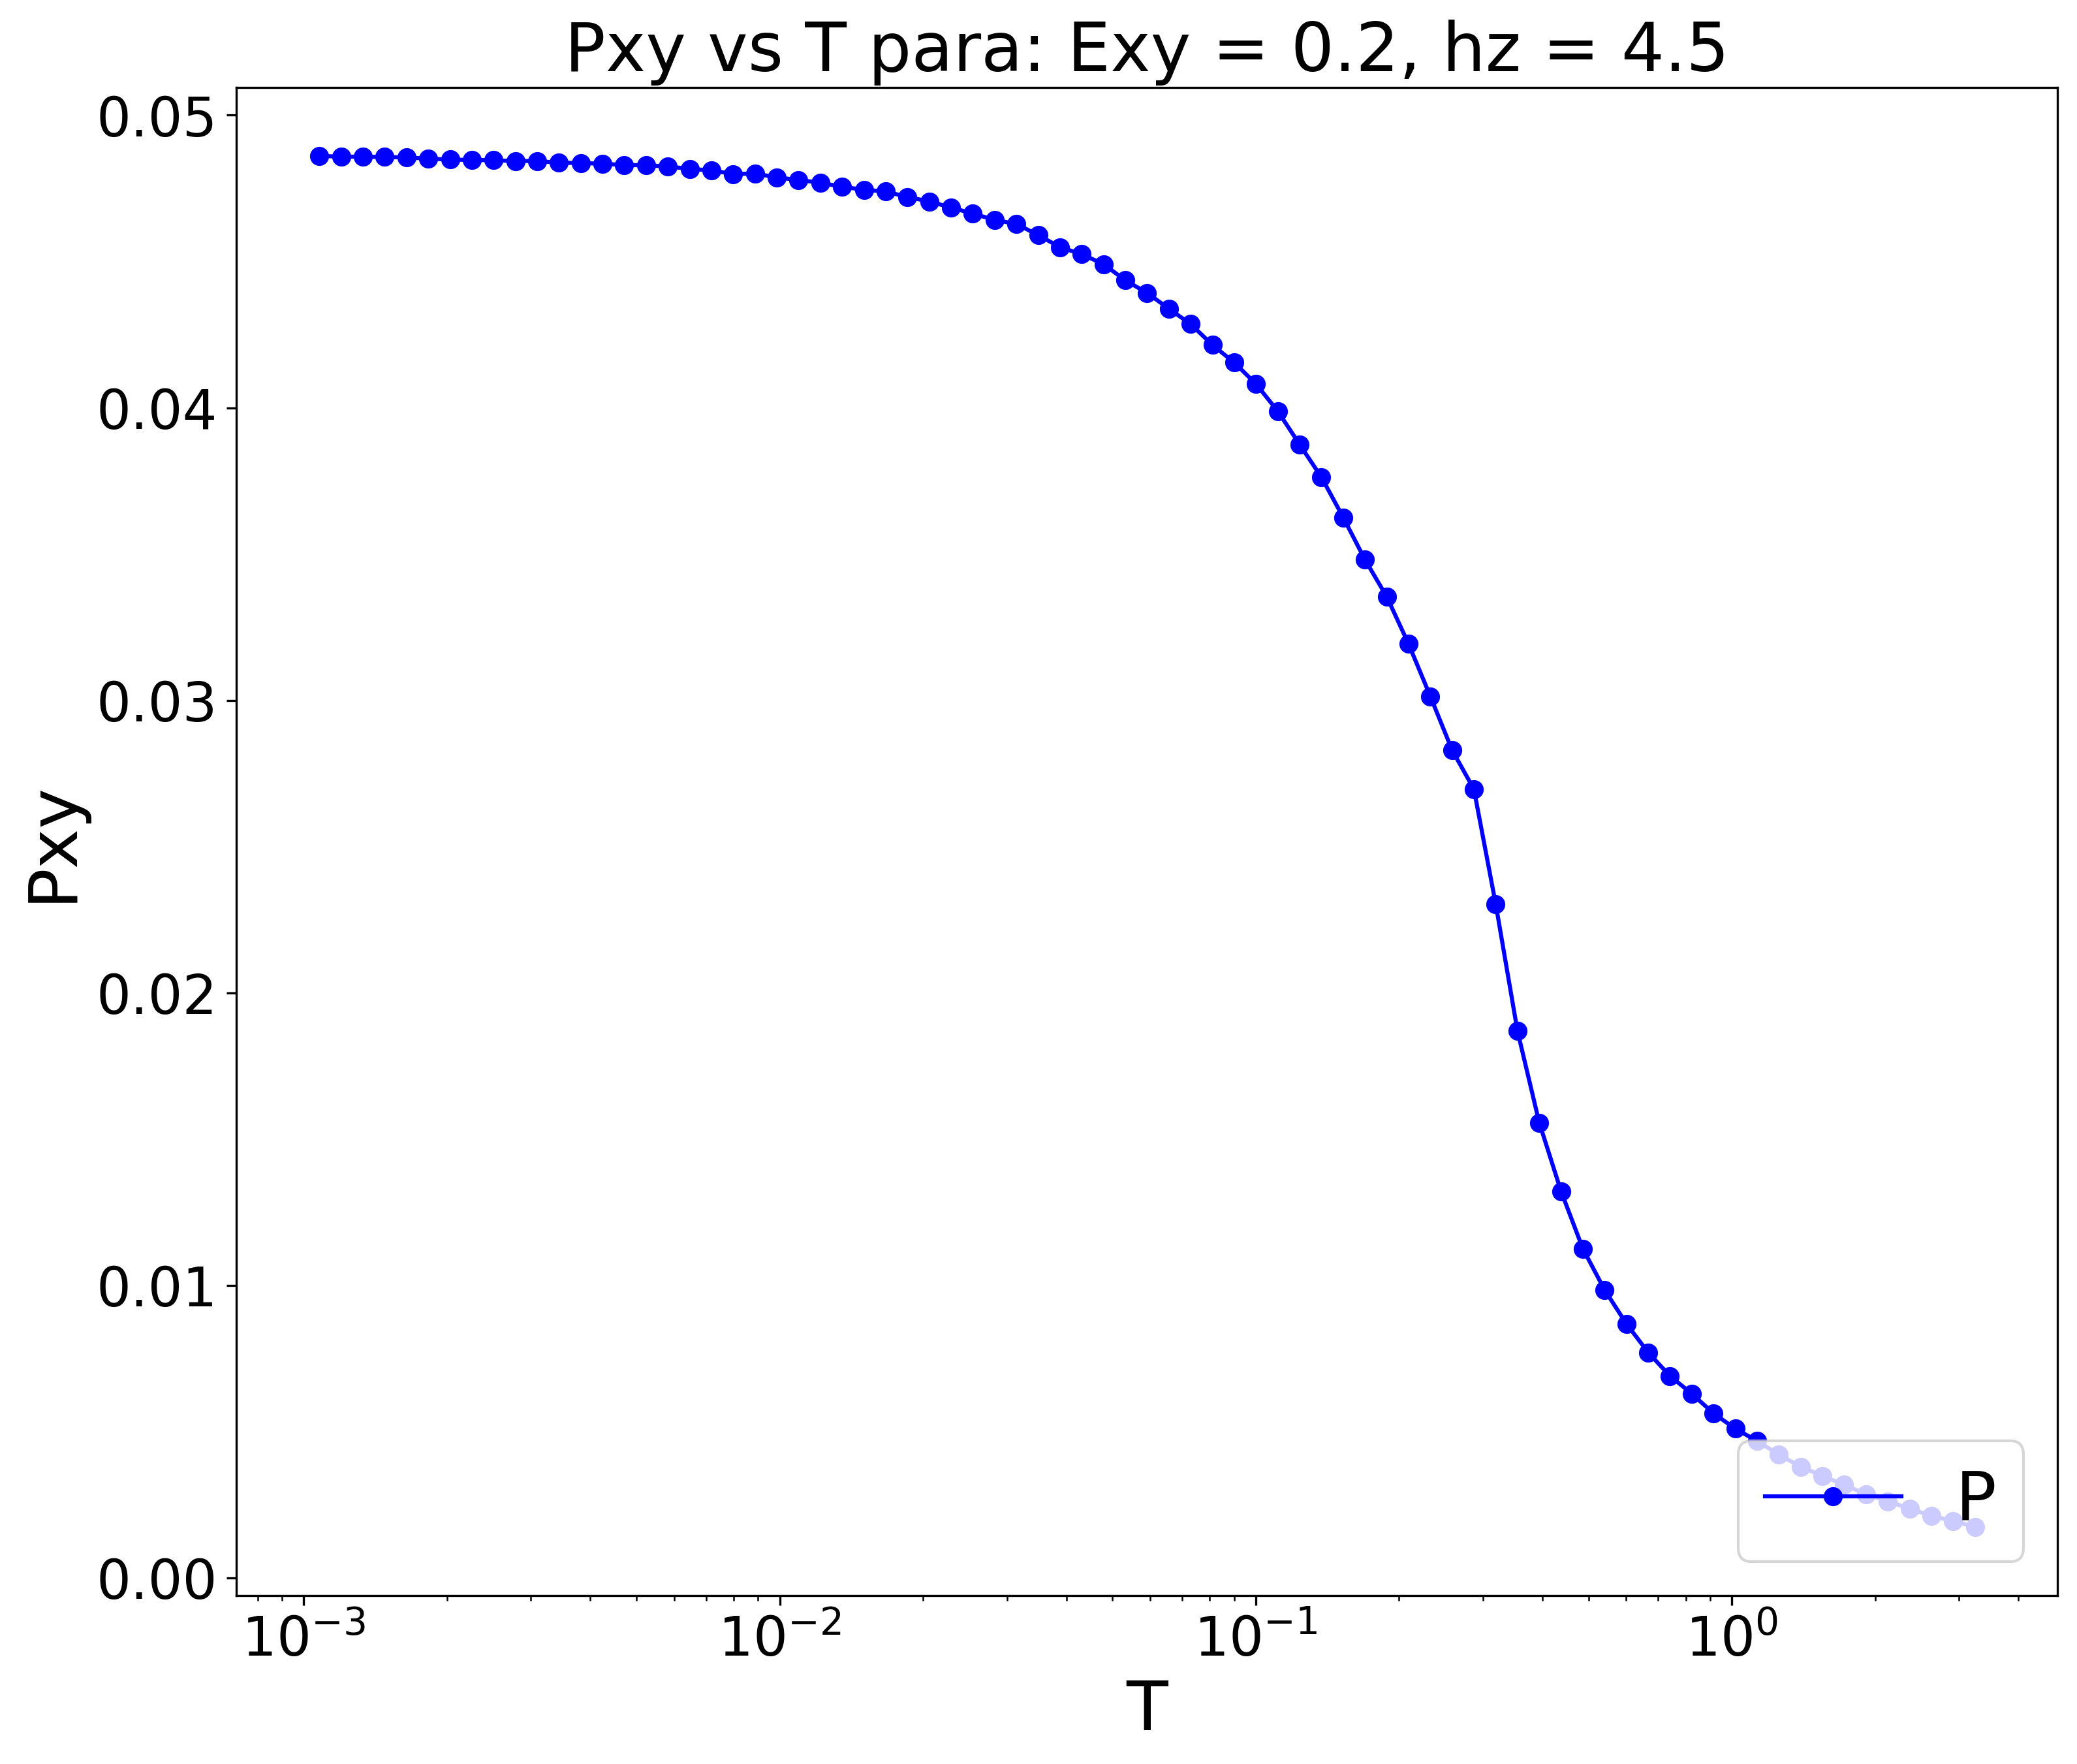 Pxy vs T para: Exy = 0.2, hz = 4.5
0.05
0.04
0.03
0.02
0.01
0.00
Pxy
P
10⁻³ 10⁻² 10⁻¹ 10⁰
T